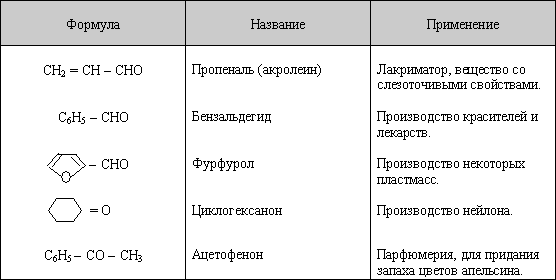 Формула Название Применение
CH₂ = CH – CHO Пропеналь (акролеин) Лакриматор, вещество со
слезоточивыми свойствами.
C₆H₅ – CHO Бензальдегид Производство красителей и
лекарств.
O – CHO Фурфурол Производство некоторых
пластмасс.
= O Циклогексанон Производство нейлона.
C₆H₅ – CO – CH₃ Ацетофенон Парфюмерия, для придания
запаха цветов апельсина.